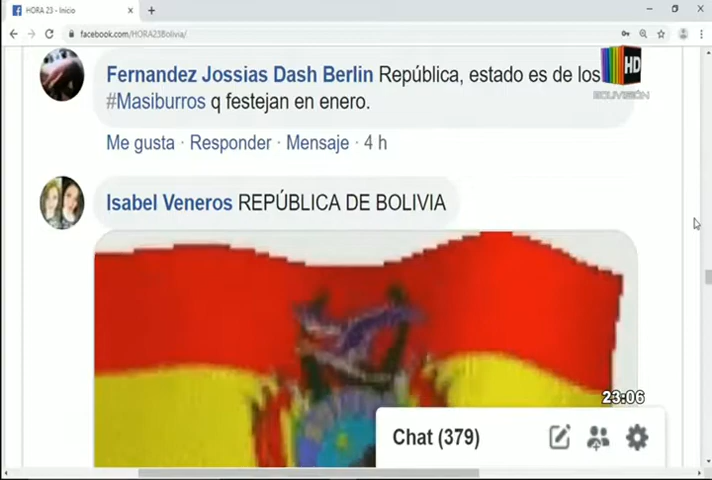 HORA 23 - Inicio
facebook.com/HORA23Bolivia/
Fernandez Jossias Dash Berlin República, estado es de los
#Masiburros q festejan en enero.
HD
BOLIVISIÓN
Me gusta · Responder · Mensaje · 4 h
Isabel Veneros REPÚBLICA DE BOLIVIA
23:06
Chat (379)